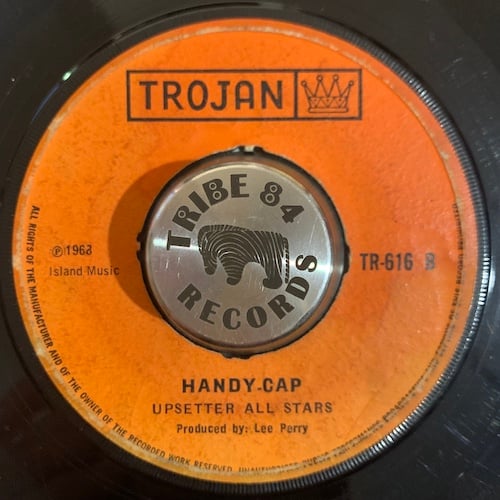 TROJAN
TRIBE 84
RECORDS
℗1968
Island Music
TR-616 B
HANDY-CAP
UPSETTER ALL STARS
Produced by: Lee Perry
ALL RIGHTS OF THE MANUFACTURER AND OF THE OWNER OF THE RECORDED WORK RESERVED. UNAUTHORISED